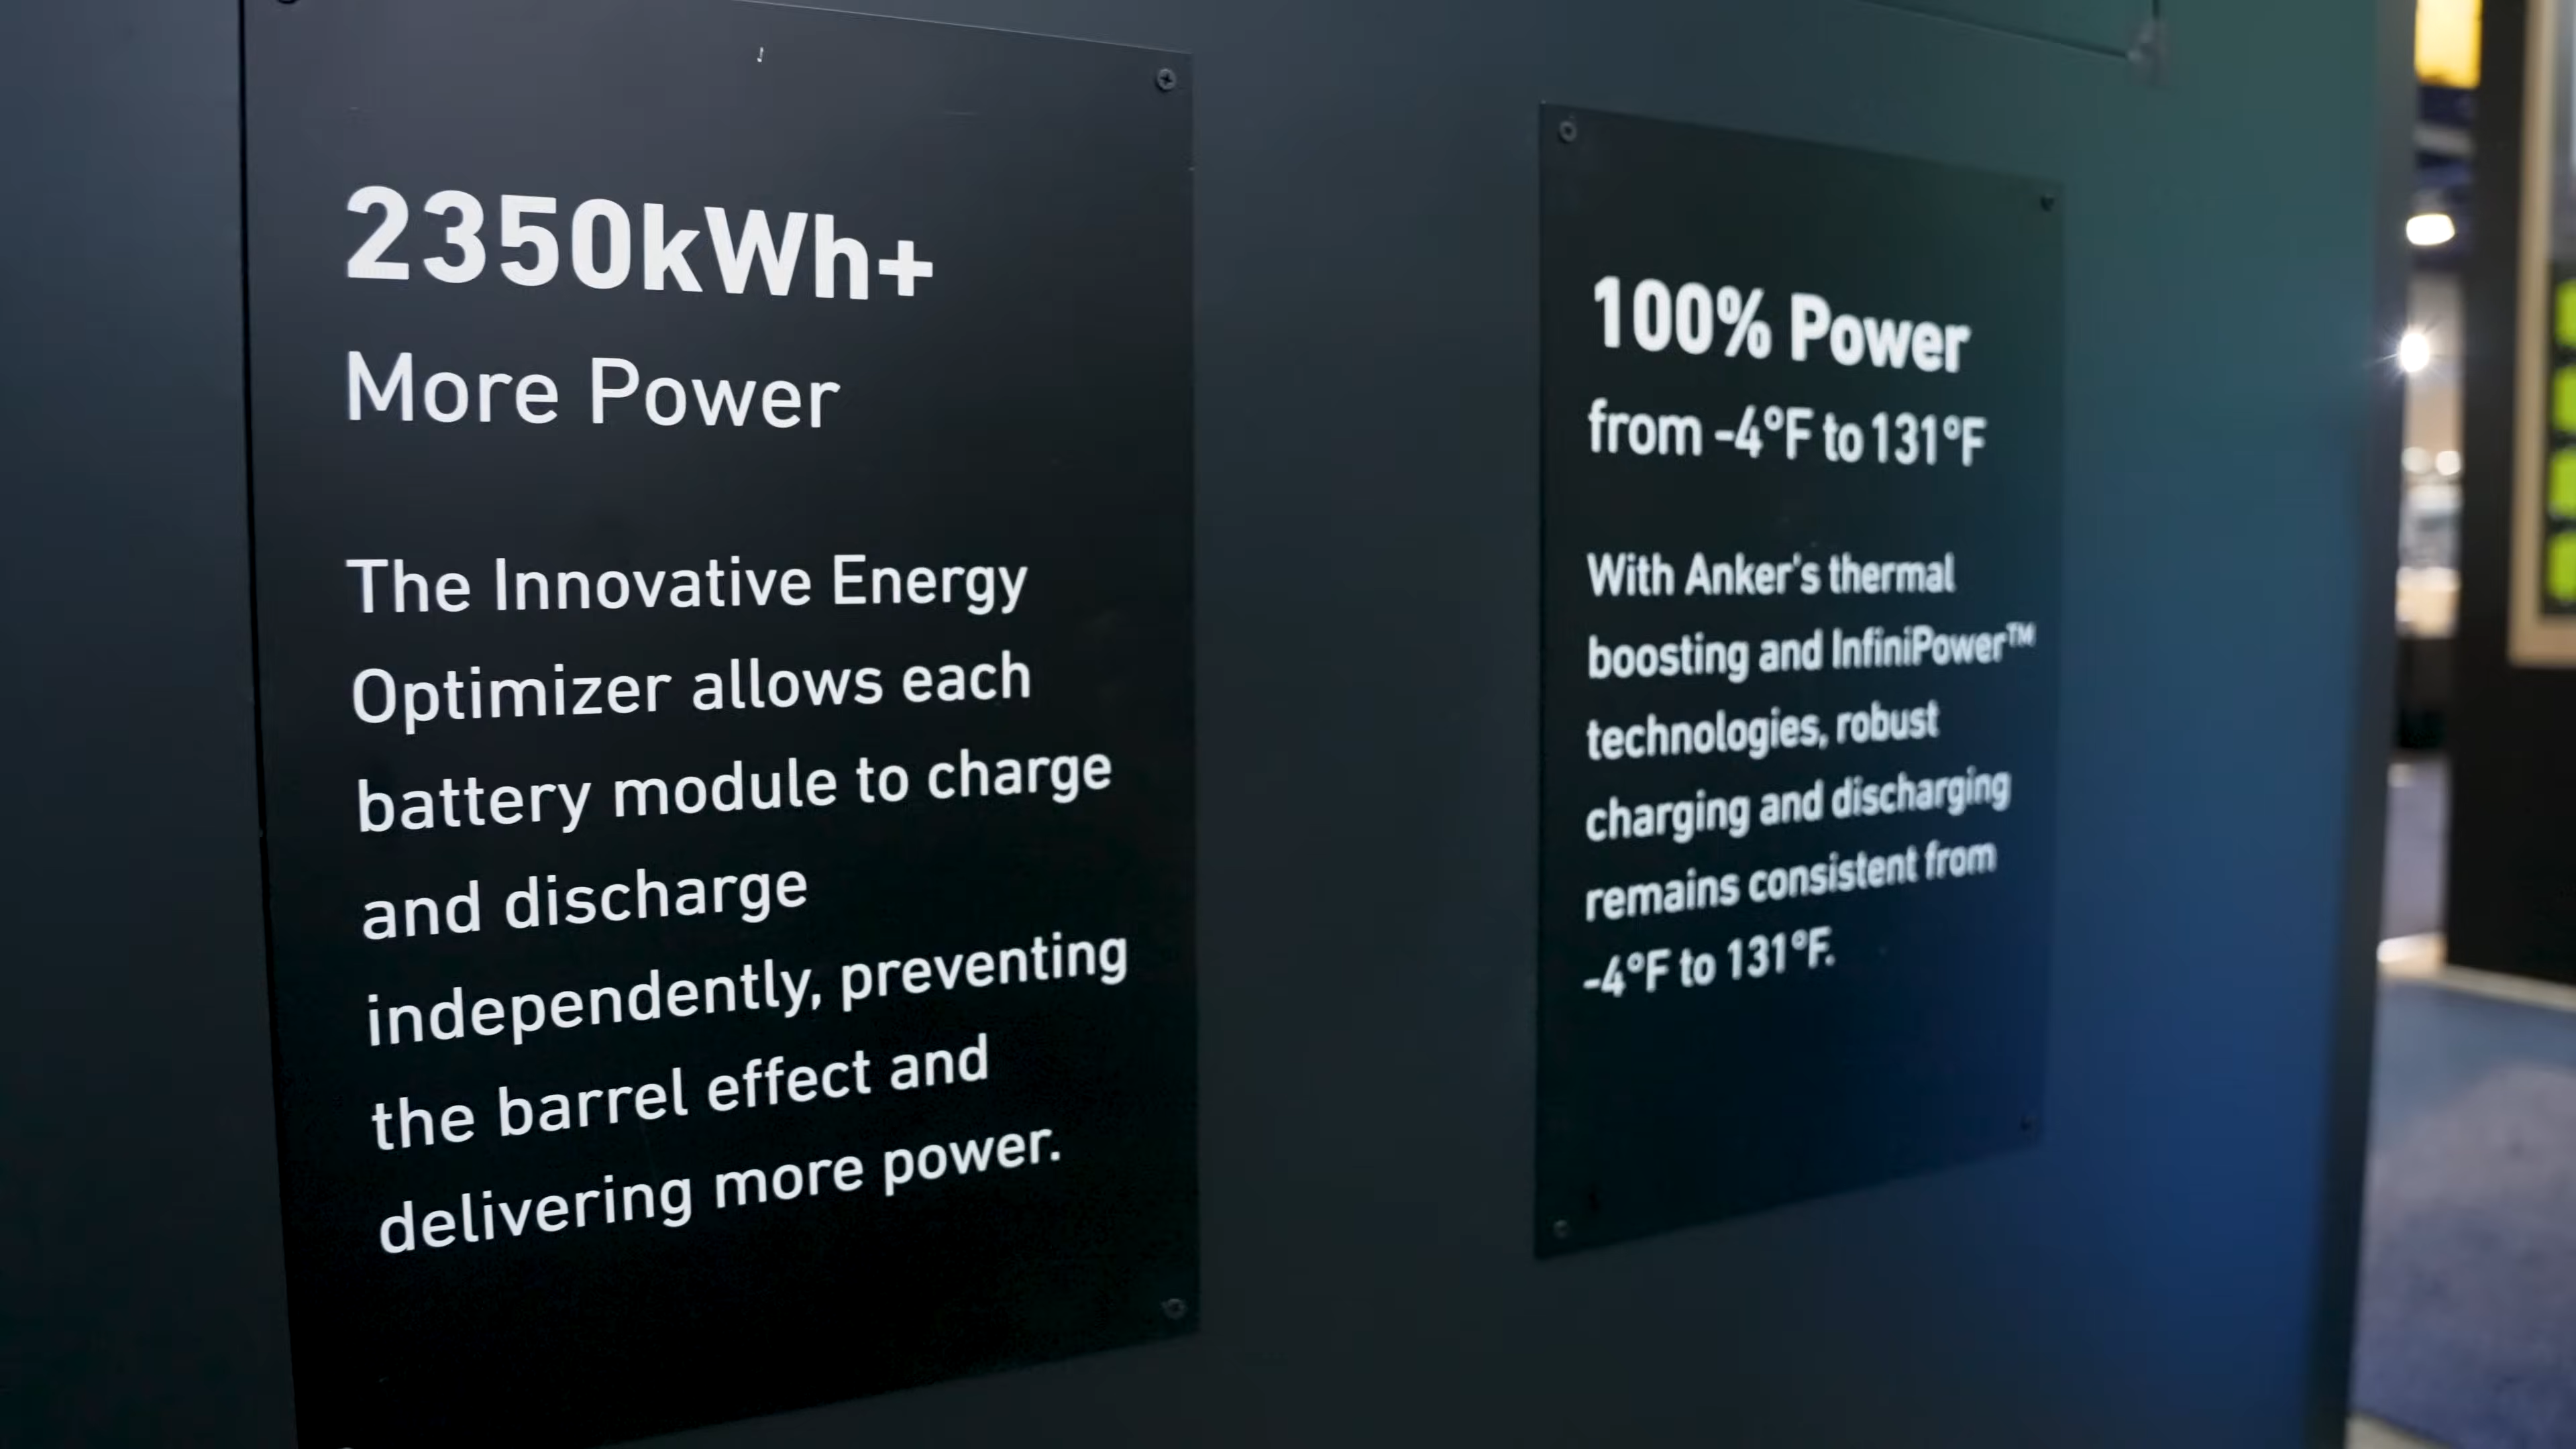 2350kWh+
More Power
The Innovative Energy
Optimizer allows each
battery module to charge
and discharge
independently, preventing
the barrel effect and
delivering more power.
100% Power
from -4°F to 131°F
With Anker's thermal
boosting and InfiniPower™
technologies, robust
charging and discharging
remains consistent from
-4°F to 131°F.